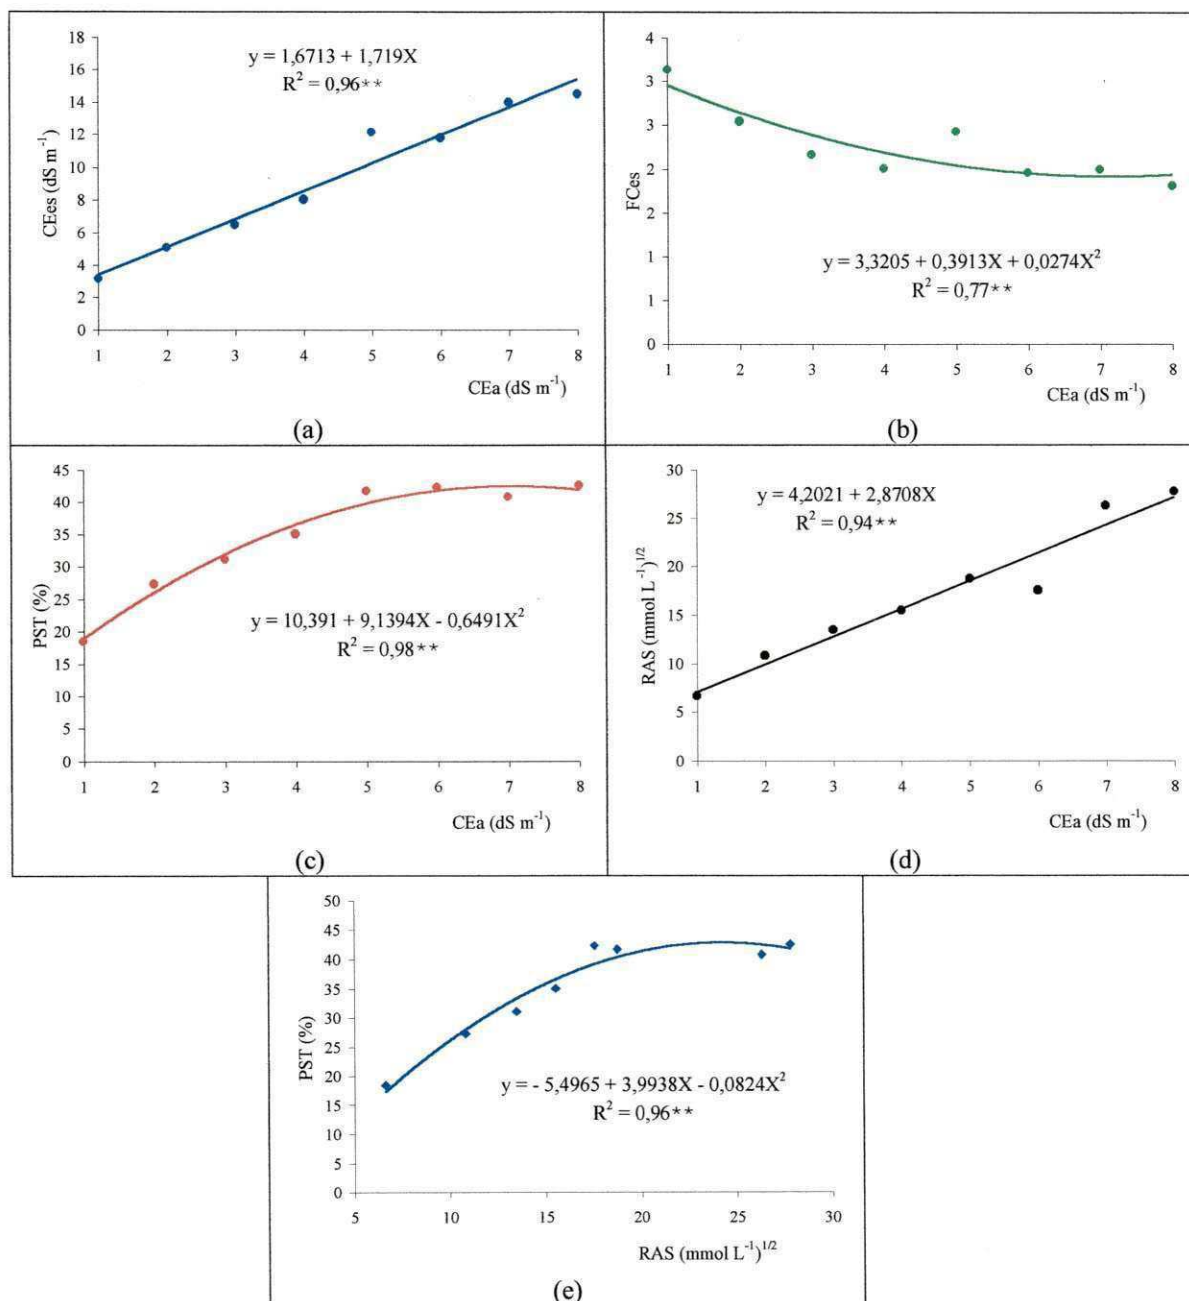 18
16
14
12
10
8
6
4
2
0
CEes (dS m⁻¹)
y = 1,6713 + 1,719X
R² = 0,96**
1 2 3 4 5 6 7 8
CEa (dS m⁻¹)
(a)
4
3
3
2
2
1
1
0
FCes
y = 3,3205 + 0,3913X + 0,0274X²
R² = 0,77**
1 2 3 4 5 6 7 8
CEa (dS m⁻¹)
(b)
45
40
35
30
25
20
15
10
5
0
PST (%)
y = 10,391 + 9,1394X - 0,6491X²
R² = 0,98**
1 2 3 4 5 6 7 8
CEa (dS m⁻¹)
(c)
30
25
20
15
10
5
0
RAS (mmol L⁻¹)¹/²
y = 4,2021 + 2,8708X
R² = 0,94**
1 2 3 4 5 6 7 8
CEa (dS m⁻¹)
(d)
50
45
40
35
30
25
20
15
10
5
0
PST (%)
y = - 5,4965 + 3,9938X - 0,0824X²
R² = 0,96**
5 10 15 20 25 30
RAS (mmol L⁻¹)¹/²
(e)